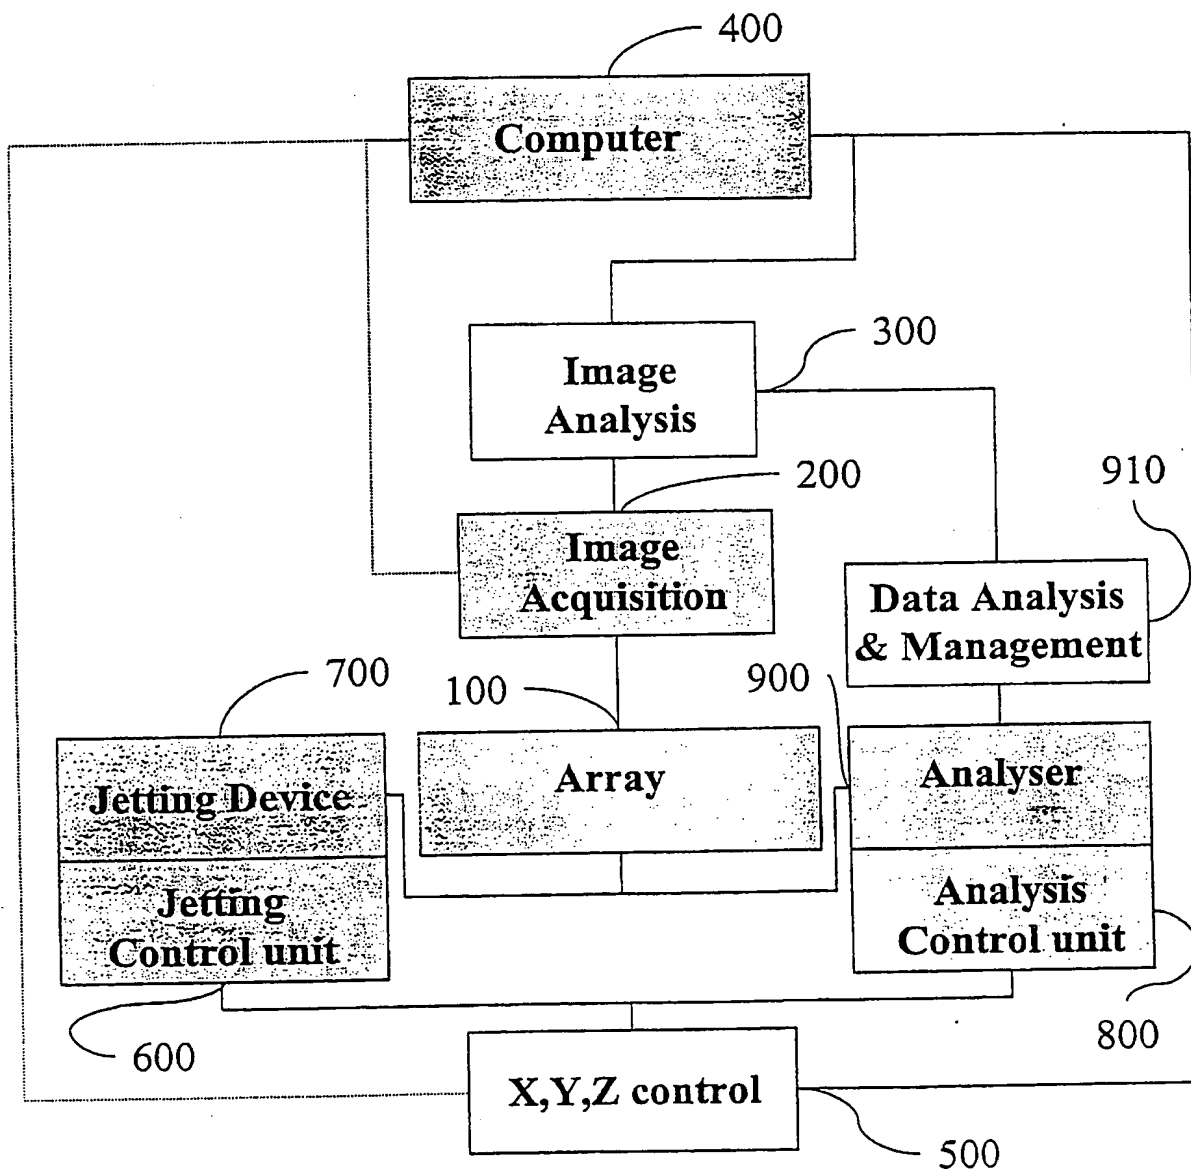 400
Computer
300
Image
Analysis
200
910
Image
Acquisition
Data Analysis
& Management
700
100
900
Jetting Device
Array
Analyser
Jetting
Control unit
Analysis
Control unit
600
800
X,Y,Z control
500